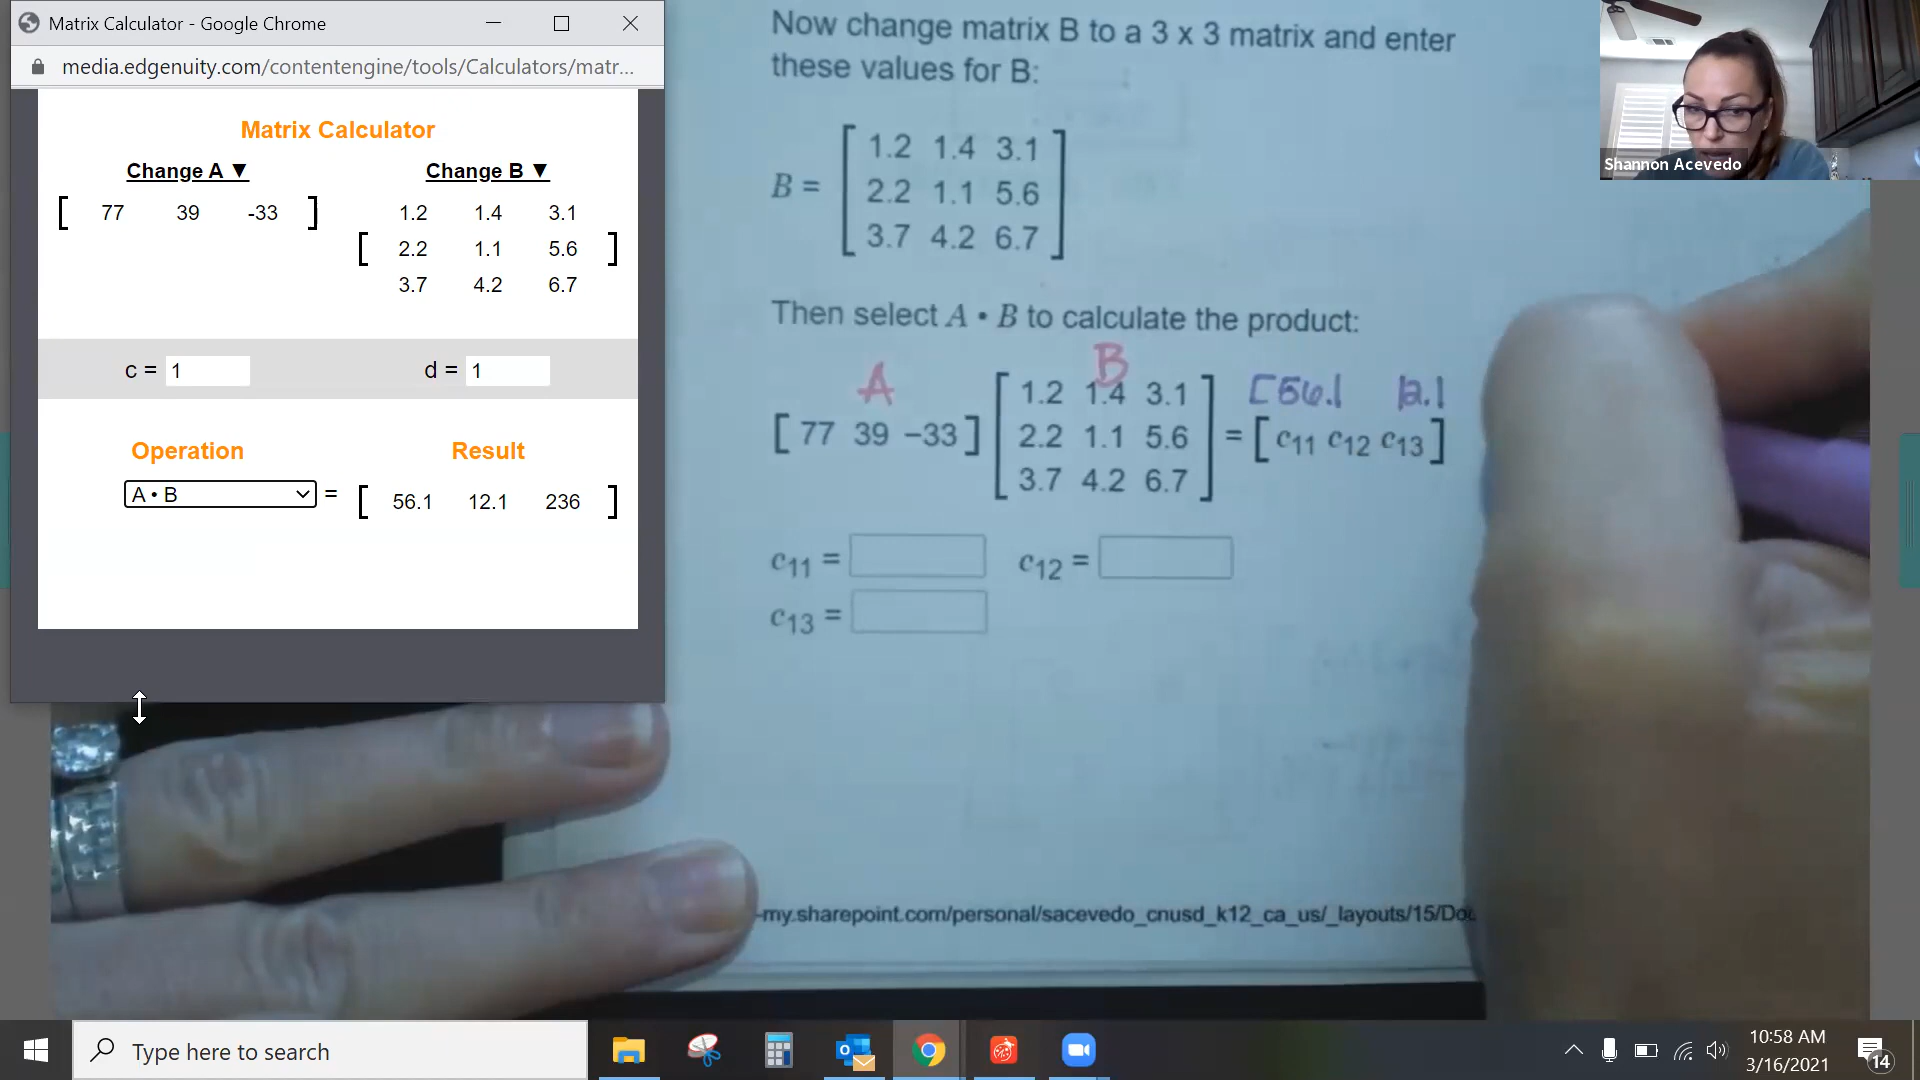 Matrix Calculator - Google Chrome
media.edgenuity.com/contentengine/tools/Calculators/matr...
Matrix Calculator
Change A ▼ Change B ▼
[ 77 39 -33 ]
1.2 1.4 3.1
[ 2.2 1.1 5.6 ]
3.7 4.2 6.7
c = 1 d = 1
Operation Result
A • B = [ 56.1 12.1 236 ]
Now change matrix B to a 3 x 3 matrix and enter
these values for B:
1.2 1.4 3.1
B = [ 2.2 1.1 5.6 ]
3.7 4.2 6.7
Then select A • B to calculate the product:
A B
1.2 1.4 3.1 [56.1 12.1
[ 77 39 −33 ] [ 2.2 1.1 5.6 ] = [ c11 c12 c13 ]
3.7 4.2 6.7
c11 = c12 =
c13 =
-my.sharepoint.com/personal/sacevedo_cnusd_k12_ca_us/_layouts/15/Do
Shannon Acevedo
Type here to search
10:58 AM
3/16/2021
14